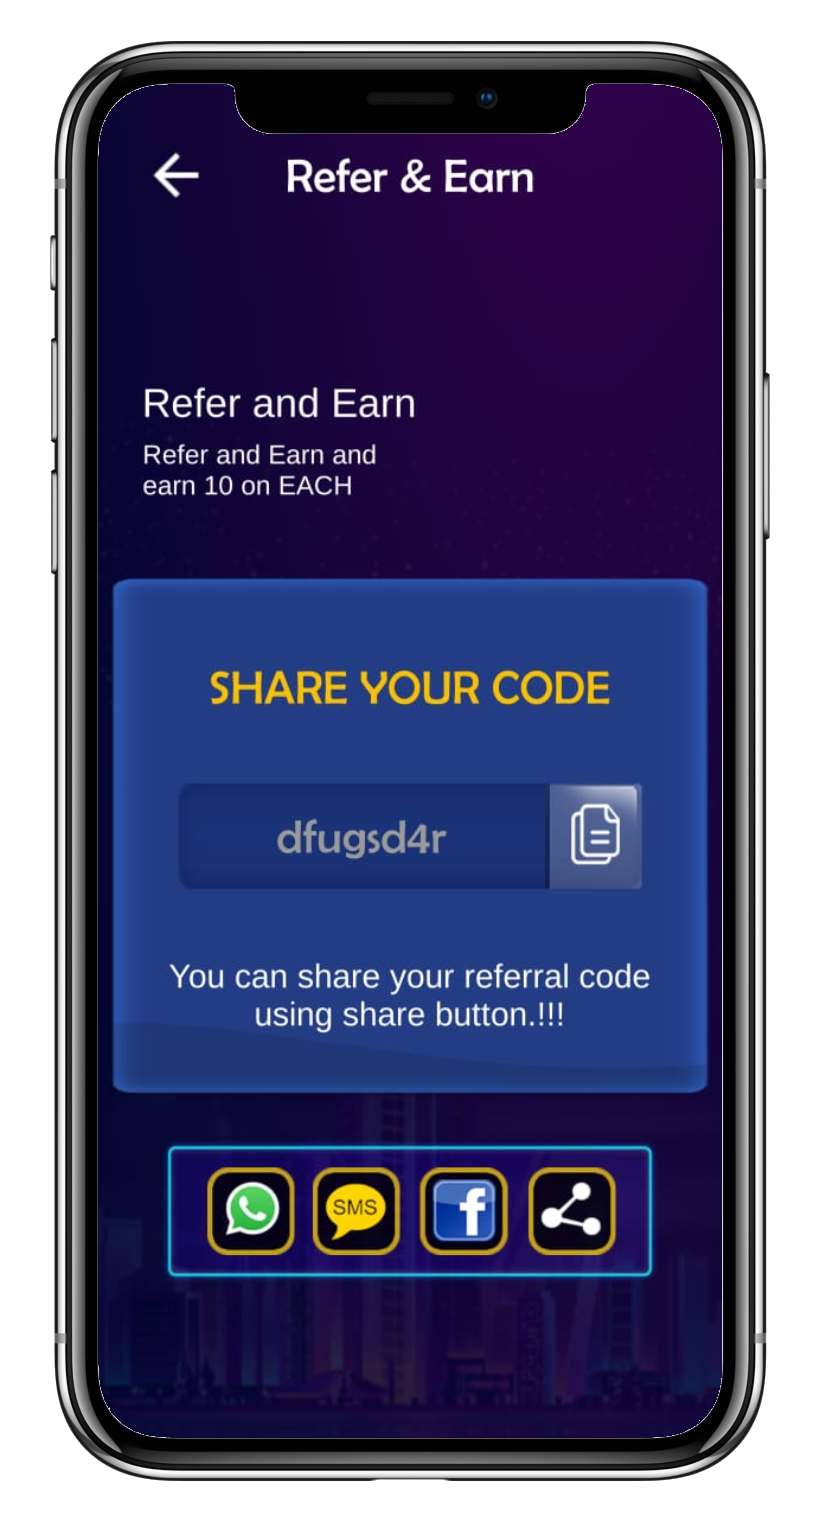 Refer & Earn
Refer and Earn
Refer and Earn and
earn 10 on EACH
SHARE YOUR CODE
dfugsd4r
You can share your referral code
using share button.!!!
SMS
f